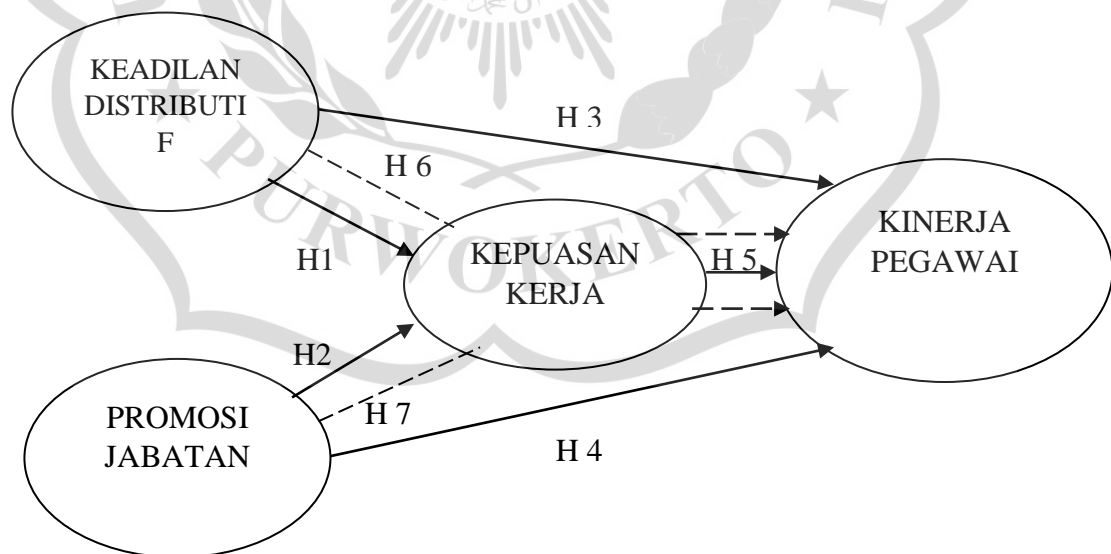 KEADILAN
DISTRIBUTI
F
H 3
H 6
H1
KEPUASAN
KERJA
H 5
KINERJA
PEGAWAI
H2
H 7
PROMOSI
JABATAN
H 4
PURWOKERTO